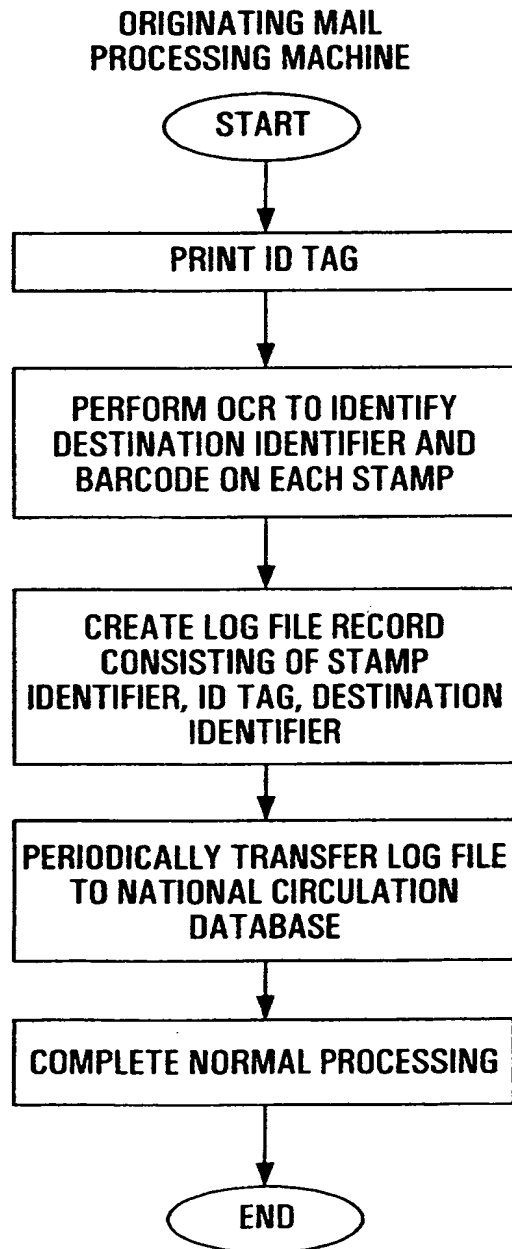 ORIGINATING MAIL
PROCESSING MACHINE
START
PRINT ID TAG
PERFORM OCR TO IDENTIFY
DESTINATION IDENTIFIER AND
BARCODE ON EACH STAMP
CREATE LOG FILE RECORD
CONSISTING OF STAMP
IDENTIFIER, ID TAG, DESTINATION
IDENTIFIER
PERIODICALLY TRANSFER LOG FILE
TO NATIONAL CIRCULATION
DATABASE
COMPLETE NORMAL PROCESSING
END